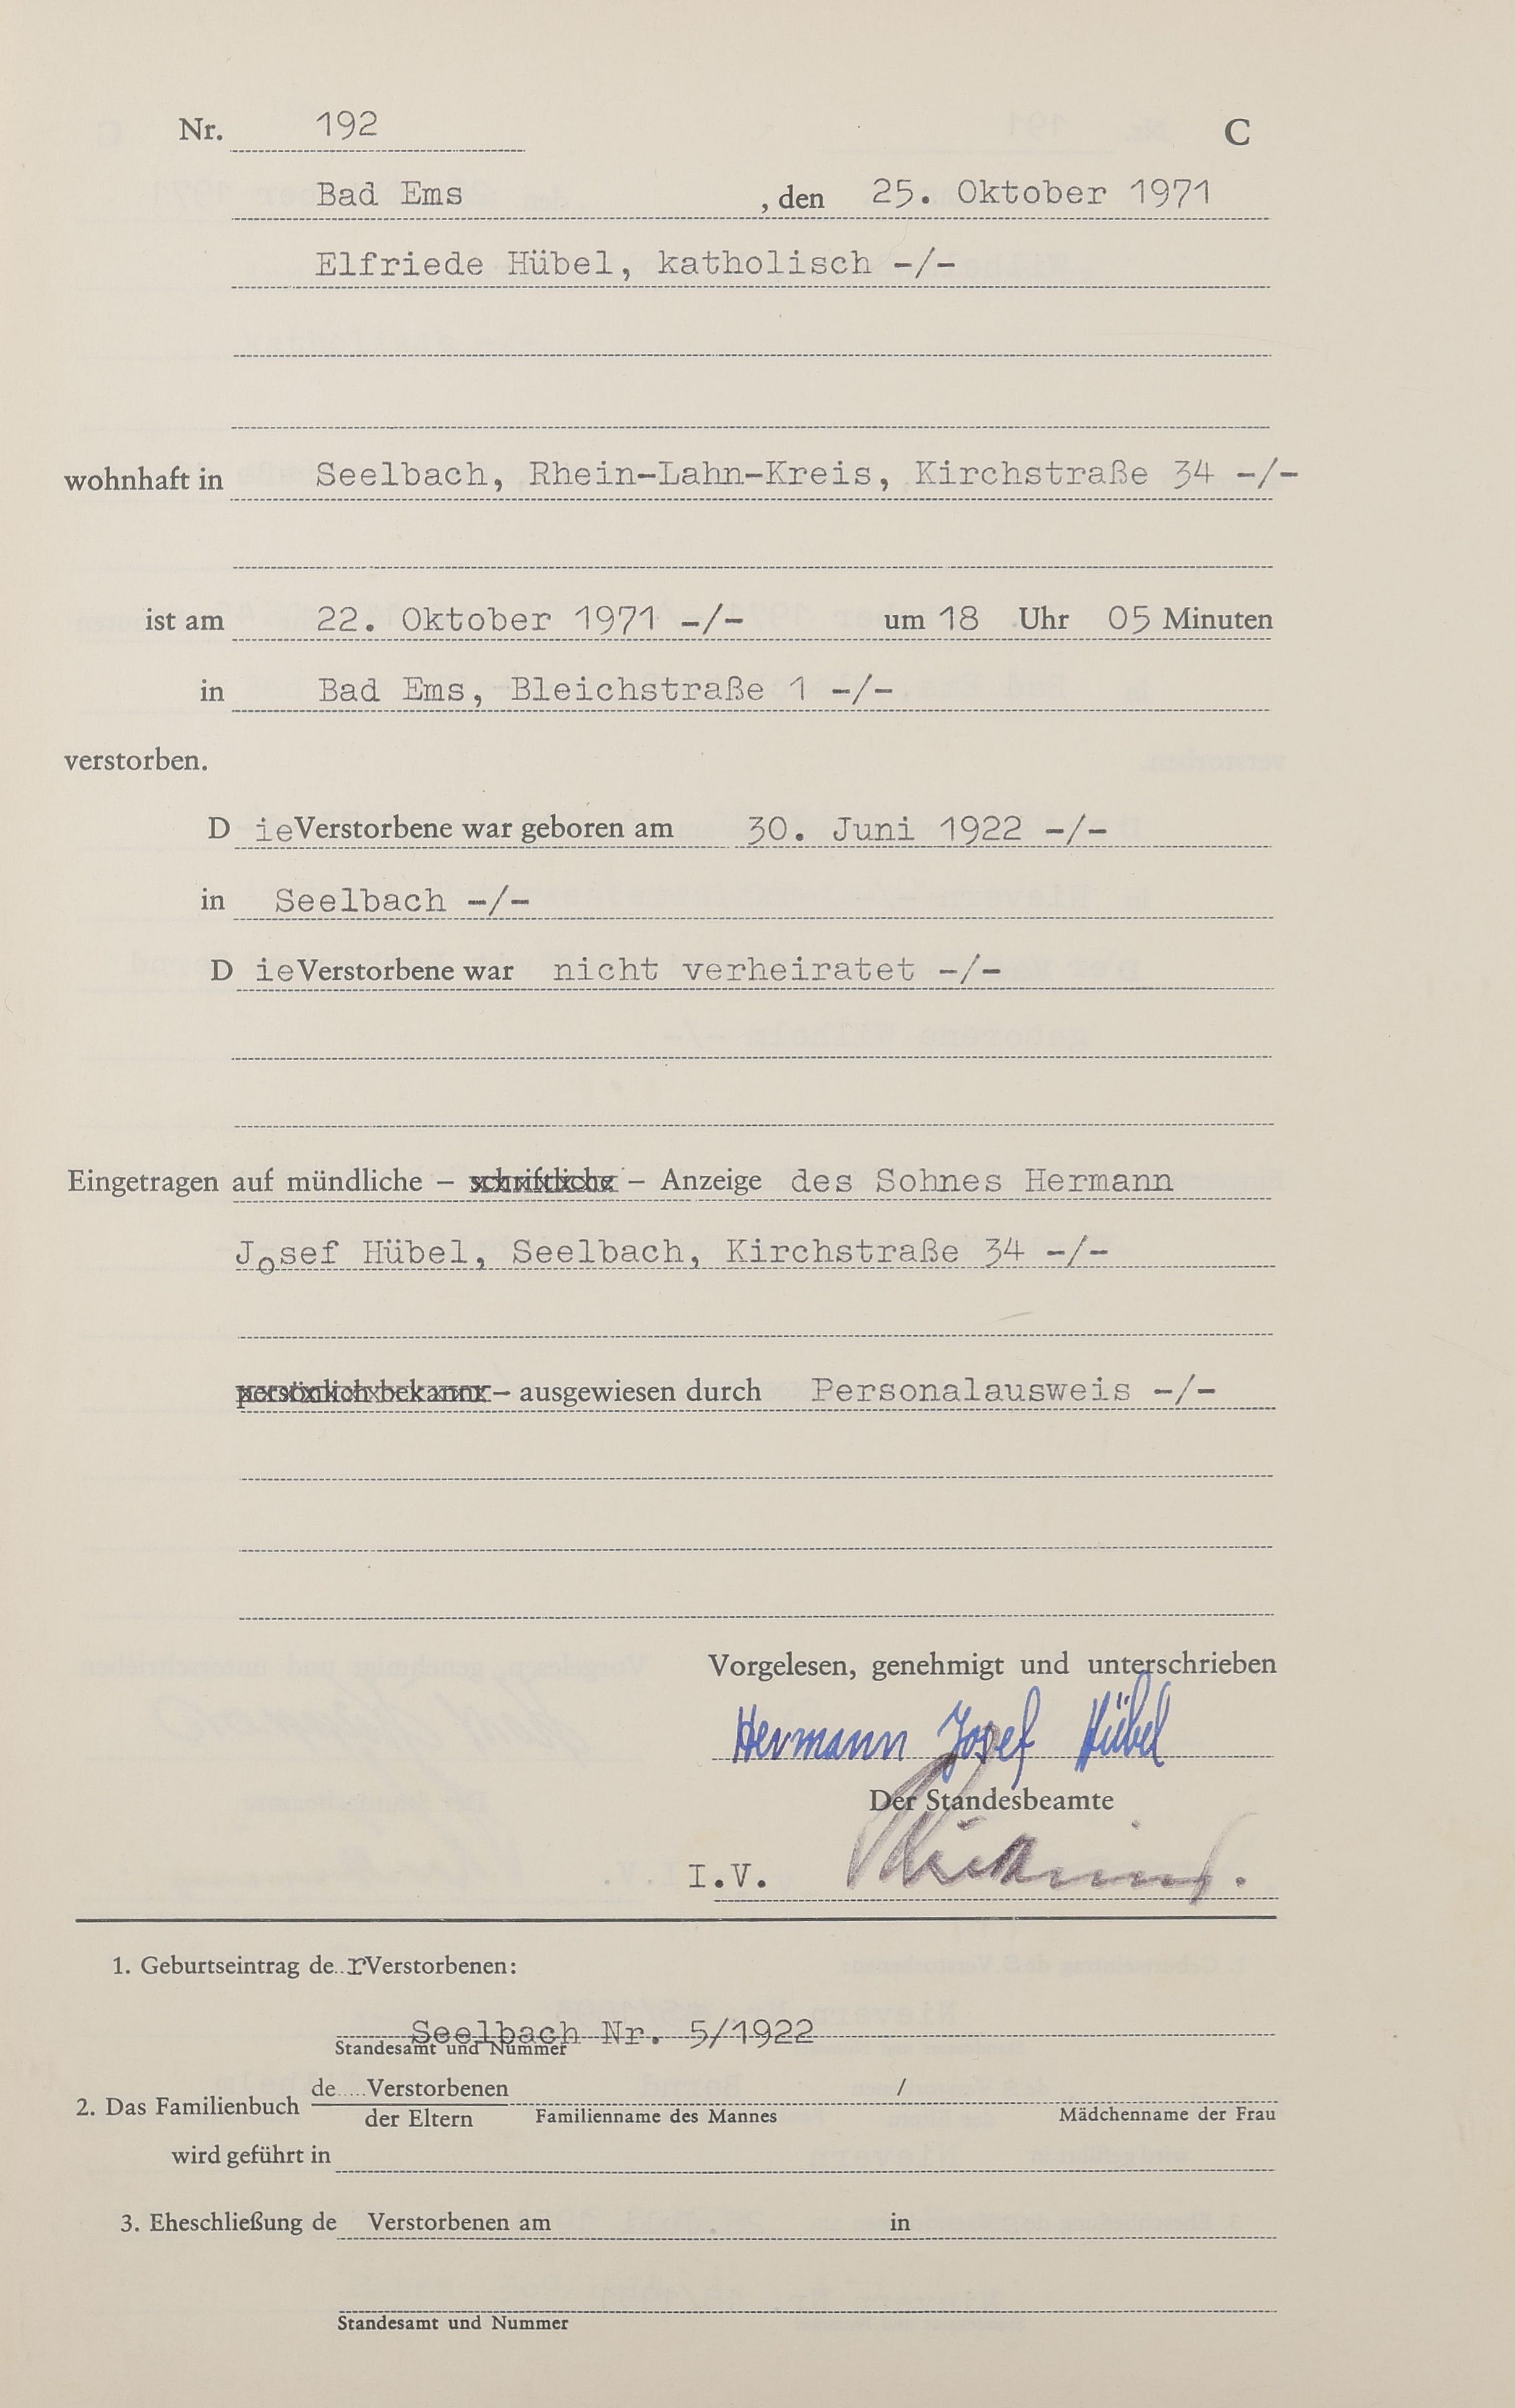 Nr. 192 C
Bad Ems , den 25. Oktober 1971
Elfriede Hübel, katholisch -/-
wohnhaft in Seelbach, Rhein-Lahn-Kreis, Kirchstraße 34 -/-
ist am 22. Oktober 1971 -/- um 18 Uhr 05 Minuten
in Bad Ems, Bleichstraße 1 -/-
verstorben.
D ie Verstorbene war geboren am 30. Juni 1922 -/-
in Seelbach -/-
D ie Verstorbene war nicht verheiratet -/-
Eingetragen auf mündliche – schriftliche – Anzeige des Sohnes Hermann
Josef Hübel, Seelbach, Kirchstraße 34 -/-
persönlich bekannt – ausgewiesen durch Personalausweis -/-
Vorgelesen, genehmigt und unterschrieben
Hermann Josef Hübel
Der Standesbeamte
I.V.
1. Geburtseintrag de r Verstorbenen:
Seelbach Nr. 5/1922
Standesamt und Nummer
de..... Verstorbenen /
2. Das Familienbuch
der Eltern Familienname des Mannes Mädchenname der Frau
wird geführt in
3. Eheschließung de Verstorbenen am in
Standesamt und Nummer